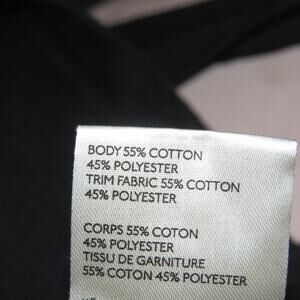 BODY 55% COTTON
45% POLYESTER
TRIM FABRIC 55% COTTON
45% POLYESTER
CORPS 55% COTON
45% POLYESTER
TISSU DE GARNITURE
55% COTON 45% POLYESTER